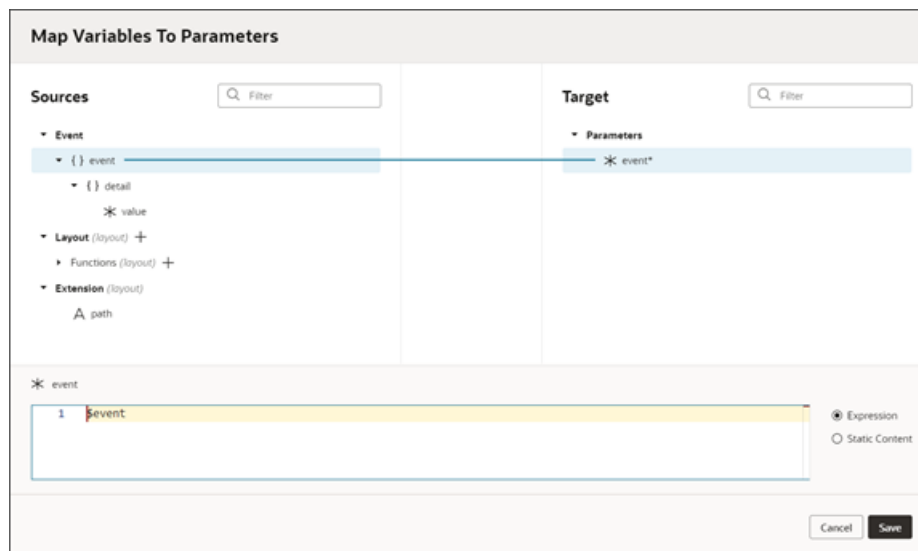 Map Variables To Parameters
Sources
Filter
Target
Filter
Event
{ } event
{ } detail
value
Layout (layout) +
Functions (layout) +
Extension (layout)
A path
Parameters
event*
event
1 $event
Expression
Static Content
Cancel
Save